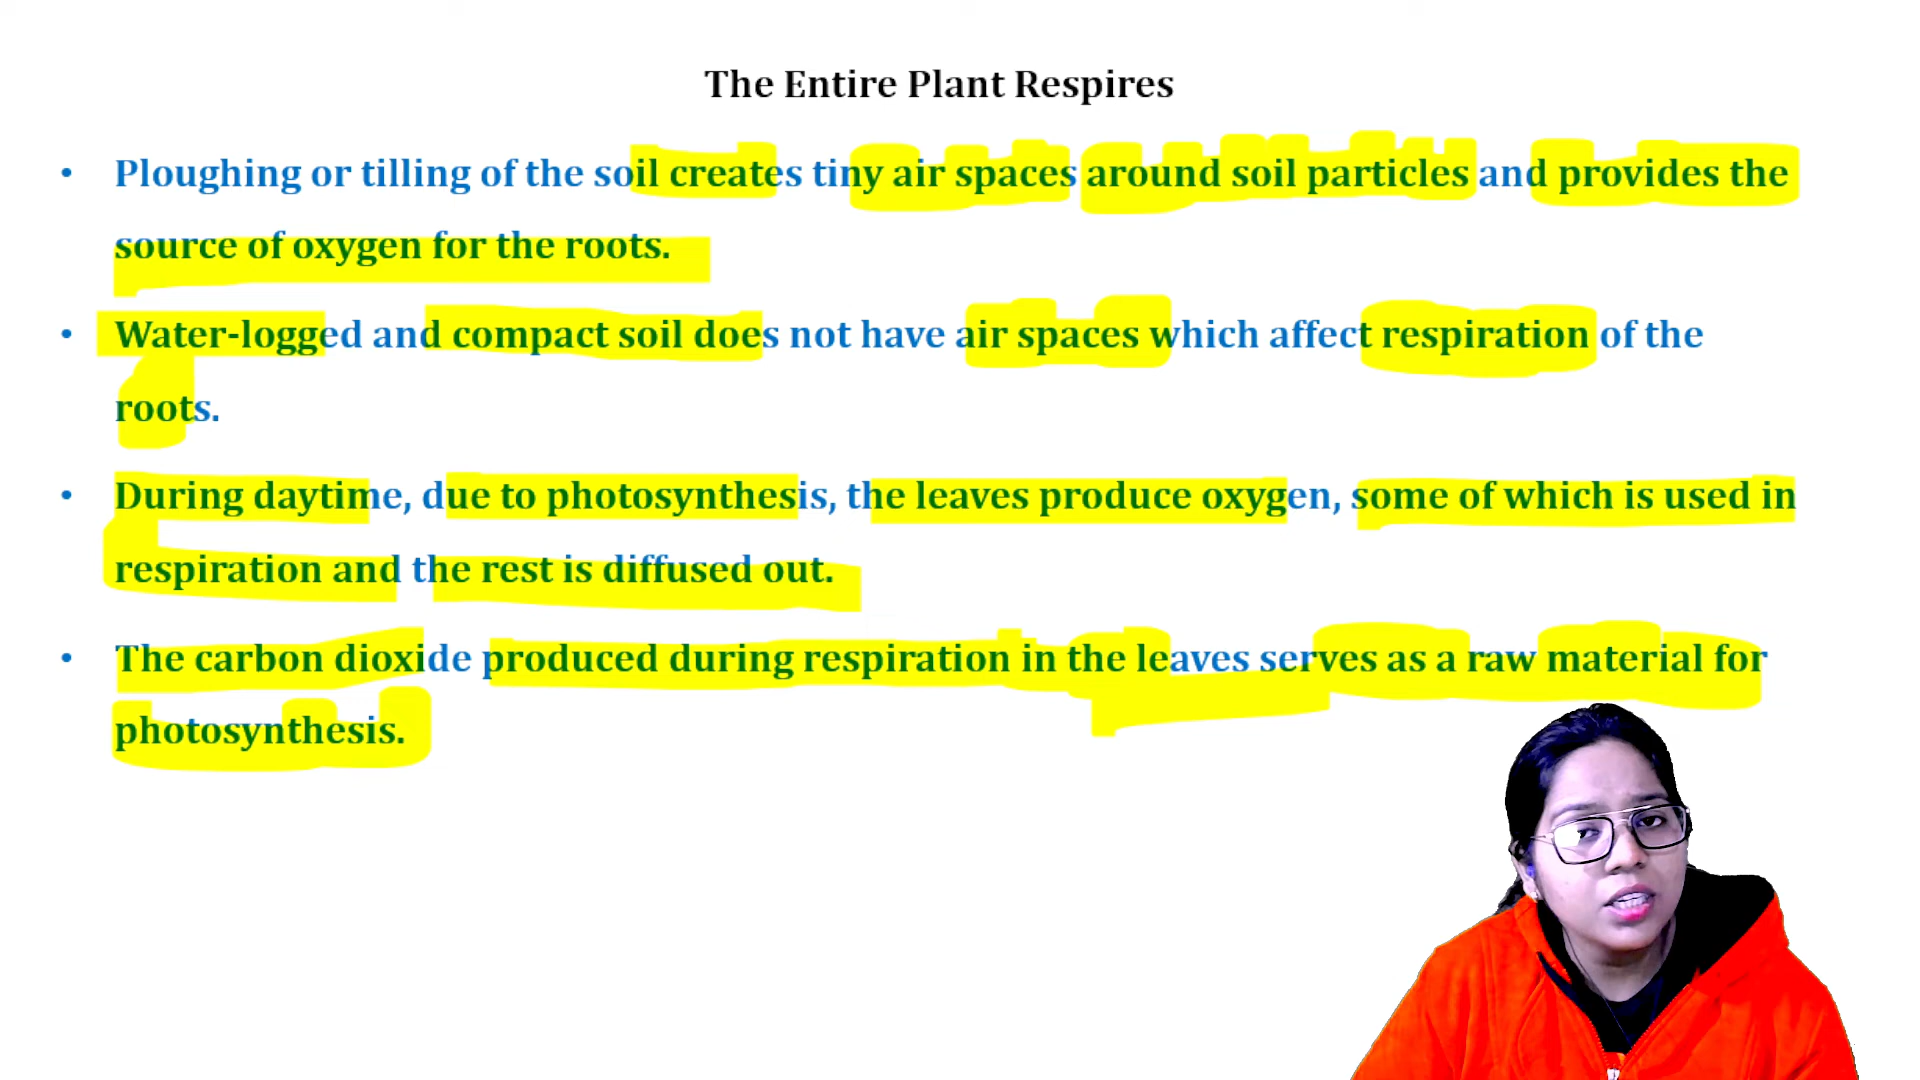 The Entire Plant Respires
• Ploughing or tilling of the soil creates tiny air spaces around soil particles and provides the
source of oxygen for the roots.
• Water-logged and compact soil does not have air spaces which affect respiration of the
roots.
• During daytime, due to photosynthesis, the leaves produce oxygen, some of which is used in
respiration and the rest is diffused out.
• The carbon dioxide produced during respiration in the leaves serves as a raw material for
photosynthesis.